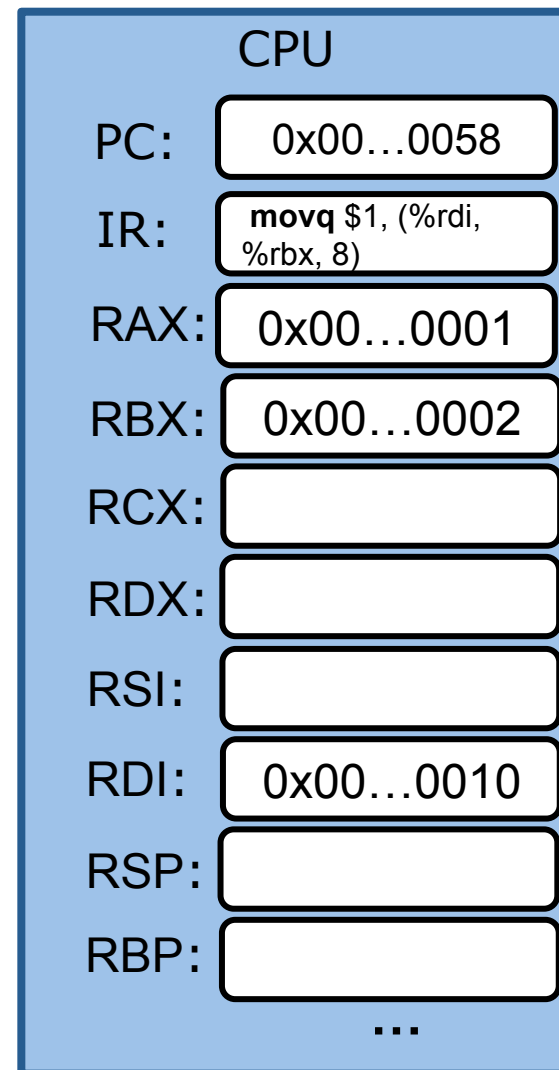 CPU
PC: 0x00…0058
IR: movq $1, (%rdi,
%rbx, 8)
RAX: 0x00…0001
RBX: 0x00…0002
RCX:
RDX:
RSI:
RDI: 0x00…0010
RSP:
RBP:
…